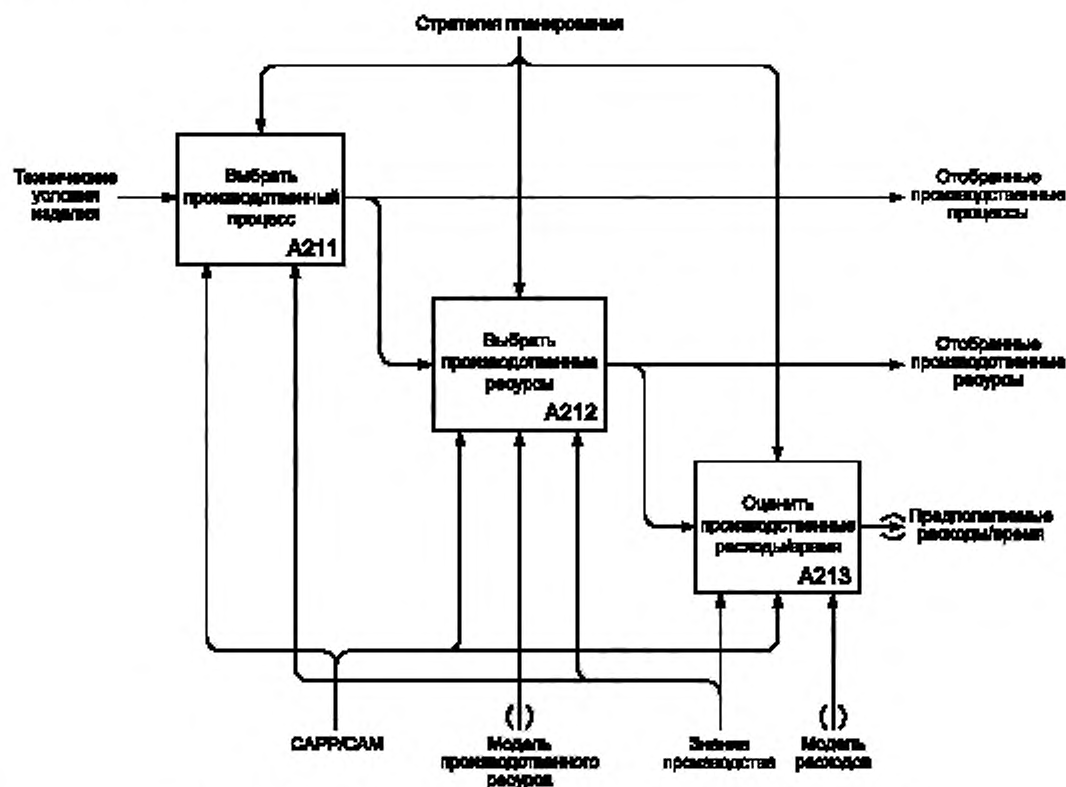 Стратегия планирования
Технические
условия
изделия
Выбрать
производственный
процесс
A211
Отобранные
производственные
процессы
Выбрать
производственные
ресурсы
A212
Отобранные
производственные
ресурсы
Оценить
производственные
расходы/время
A213
Предполагаемые
расходы/время
CAPP/CAM
Модель
производственного
ресурса
Знания
производства
Модель
расходов